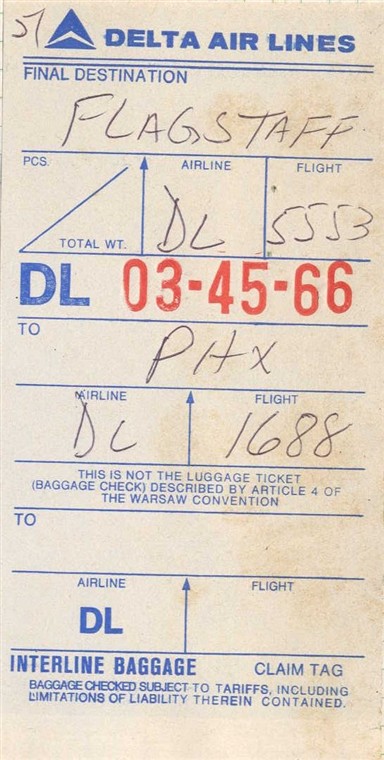 57 DELTA AIR LINES
FINAL DESTINATION
FLAGSTAFF
PCS. AIRLINE FLIGHT
TOTAL WT. DL 5553
DL 03-45-66
TO
PHX
AIRLINE FLIGHT
DL 1688
THIS IS NOT THE LUGGAGE TICKET
(BAGGAGE CHECK) DESCRIBED BY ARTICLE 4 OF
THE WARSAW CONVENTION
TO
AIRLINE FLIGHT
DL
INTERLINE BAGGAGE CLAIM TAG
BAGGAGE CHECKED SUBJECT TO TARIFFS, INCLUDING
LIMITATIONS OF LIABILITY THEREIN CONTAINED.